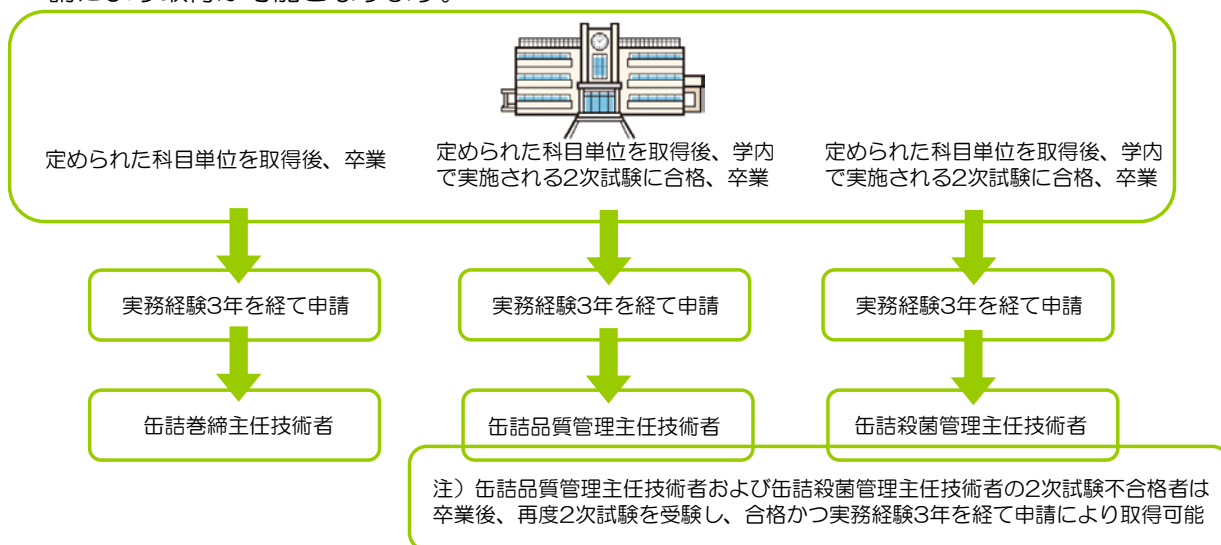 定められた科目単位を取得後、卒業
定められた科目単位を取得後、学内
で実施される2次試験に合格、卒業
定められた科目単位を取得後、学内
で実施される2次試験に合格、卒業
実務経験3年を経て申請
実務経験3年を経て申請
実務経験3年を経て申請
缶詰巻締主任技術者
缶詰品質管理主任技術者
缶詰殺菌管理主任技術者
注）缶詰品質管理主任技術者および缶詰殺菌管理主任技術者の2次試験不合格者は
卒業後、再度2次試験を受験し、合格かつ実務経験3年を経て申請により取得可能